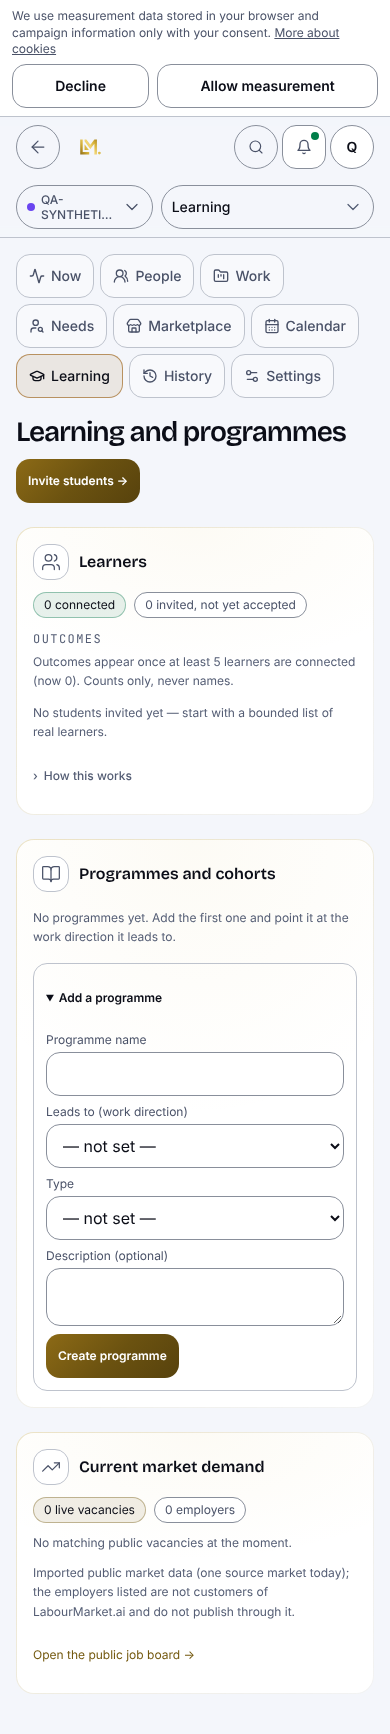 We use measurement data stored in your browser and
campaign information only with your consent. More about
cookies
Decline
Allow measurement
LM.
Q
QA-
SYNTHETI...
Learning
Now
People
Work
Needs
Marketplace
Calendar
Learning
History
Settings
Learning and programmes
Invite students →
Learners
0 connected
0 invited, not yet accepted
OUTCOMES
Outcomes appear once at least 5 learners are connected
(now 0). Counts only, never names.
No students invited yet — start with a bounded list of
real learners.
› How this works
Programmes and cohorts
No programmes yet. Add the first one and point it at the
work direction it leads to.
▼ Add a programme
Programme name
Leads to (work direction)
— not set —
Type
— not set —
Description (optional)
Create programme
Current market demand
0 live vacancies
0 employers
No matching public vacancies at the moment.
Imported public market data (one source market today);
the employers listed are not customers of
LabourMarket.ai and do not publish through it.
Open the public job board →